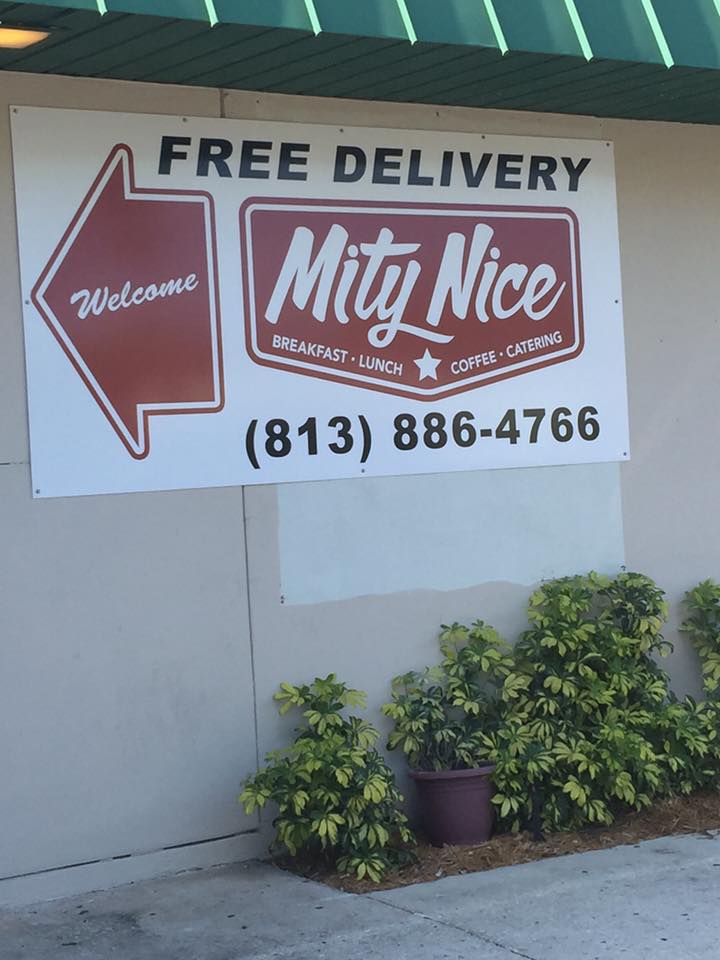 FREE DELIVERY
Welcome
Mity Nice
BREAKFAST · LUNCH ★ COFFEE · CATERING
(813) 886-4766